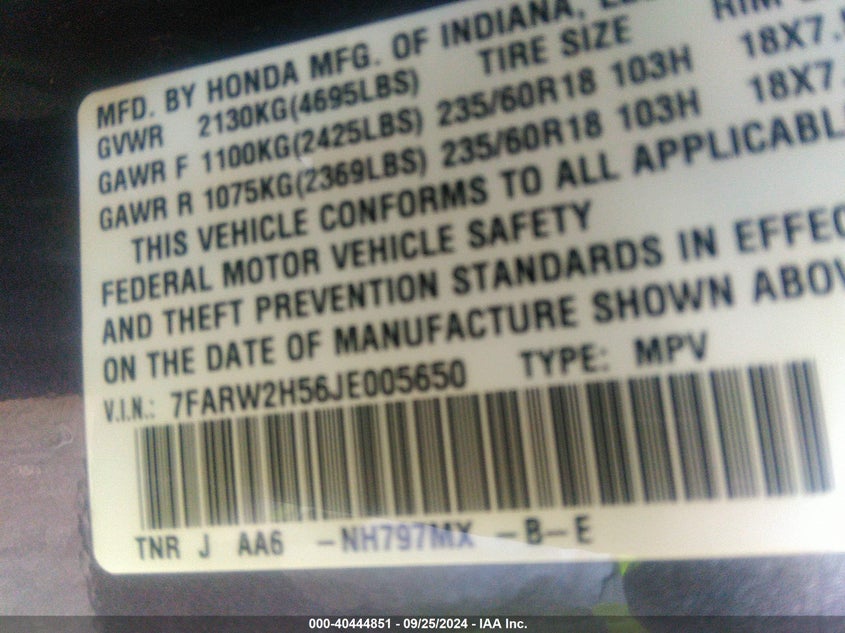 MFD. BY HONDA MFG. OF INDIANA,
GVWR 2130KG(4695LBS) TIRE SIZE RIM
GAWR F 1100KG(2425LBS) 235/60R18 103H 18X7.
GAWR R 1075KG(2369LBS) 235/60R18 103H 18X7.
THIS VEHICLE CONFORMS TO ALL APPLICABL
FEDERAL MOTOR VEHICLE SAFETY
AND THEFT PREVENTION STANDARDS IN EFFEC
ON THE DATE OF MANUFACTURE SHOWN ABOV
V.I.N.: 7FARW2H56JE005650 TYPE: MPV
TNR J AA6 -NH797MX -B-E
000-40444851 - 09/25/2024 - IAA Inc.